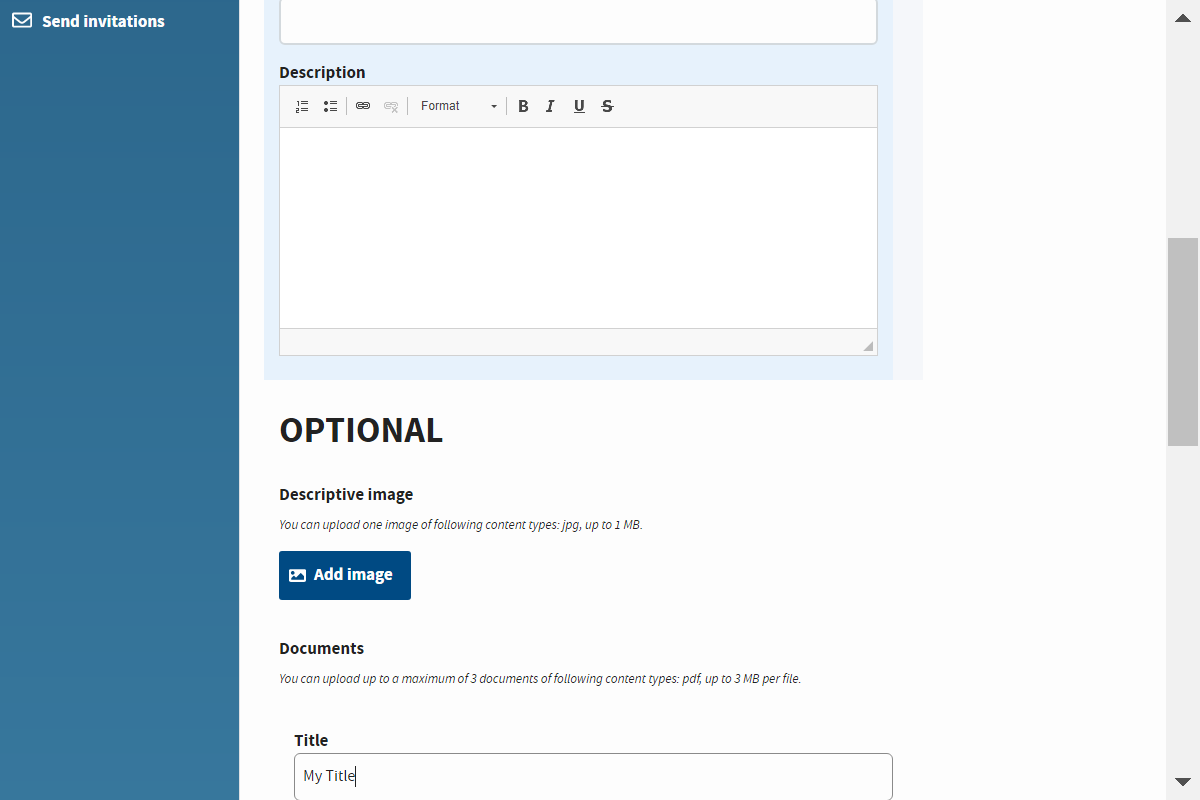 Send invitations
Description
Format B I U S
OPTIONAL
Descriptive image
You can upload one image of following content types: jpg, up to 1 MB.
Add image
Documents
You can upload up to a maximum of 3 documents of following content types: pdf, up to 3 MB per file.
Title
My Title